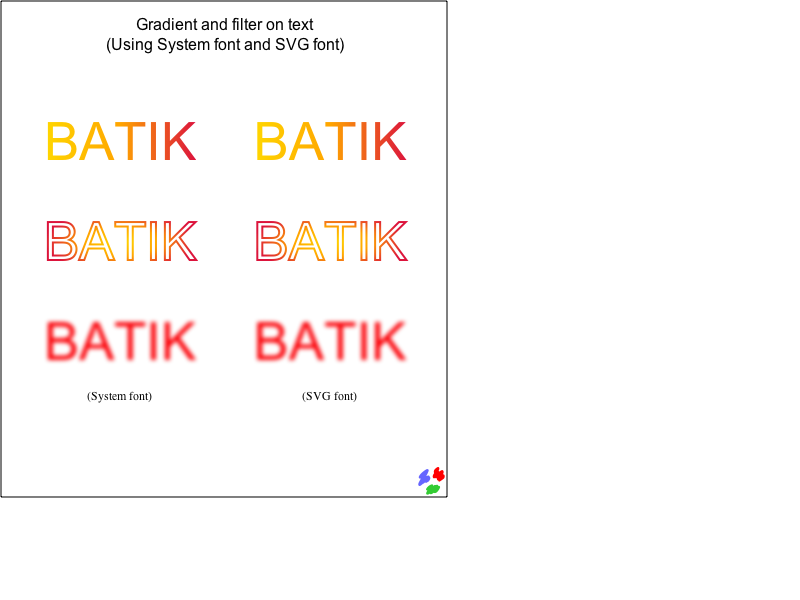 Gradient and filter on text
(Using System font and SVG font)
BATIK BATIK
BATIK BATIK
BATIK BATIK
(System font) (SVG font)